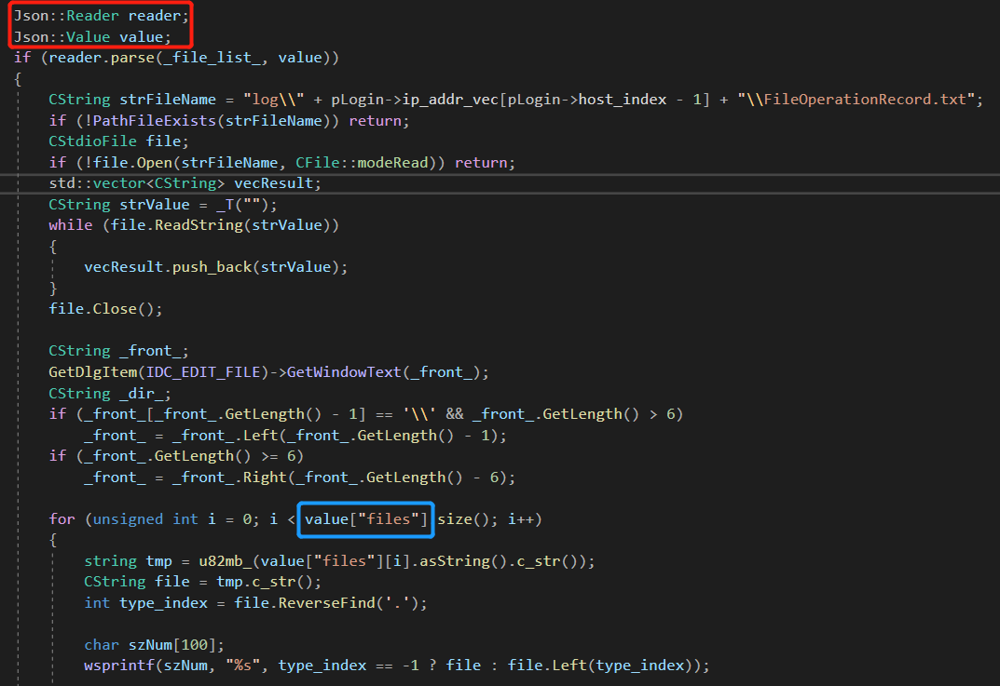 Json::Reader reader;
Json::Value value;
if (reader.parse(_file_list_, value))
{
CString strFileName = "log\\" + pLogin->ip_addr_vec[pLogin->host_index - 1] + "\\FileOperationRecord.txt";
if (!PathFileExists(strFileName)) return;
CStdioFile file;
if (!file.Open(strFileName, CFile::modeRead)) return;
std::vector<CString> vecResult;
CString strValue = _T("");
while (file.ReadString(strValue))
{
vecResult.push_back(strValue);
}
file.Close();
CString _front_;
GetDlgItem(IDC_EDIT_FILE)->GetWindowText(_front_);
CString _dir_;
if (_front_[_front_.GetLength() - 1] == '\\' && _front_.GetLength() > 6)
_front_ = _front_.Left(_front_.GetLength() - 1);
if (_front_.GetLength() >= 6)
_front_ = _front_.Right(_front_.GetLength() - 6);
for (unsigned int i = 0; i < value["files"] size(); i++)
{
string tmp = u82mb_(value["files"][i].asString().c_str());
CString file = tmp.c_str();
int type_index = file.ReverseFind('.');
char szNum[100];
wsprintf(szNum, "%s", type_index == -1 ? file : file.Left(type_index));